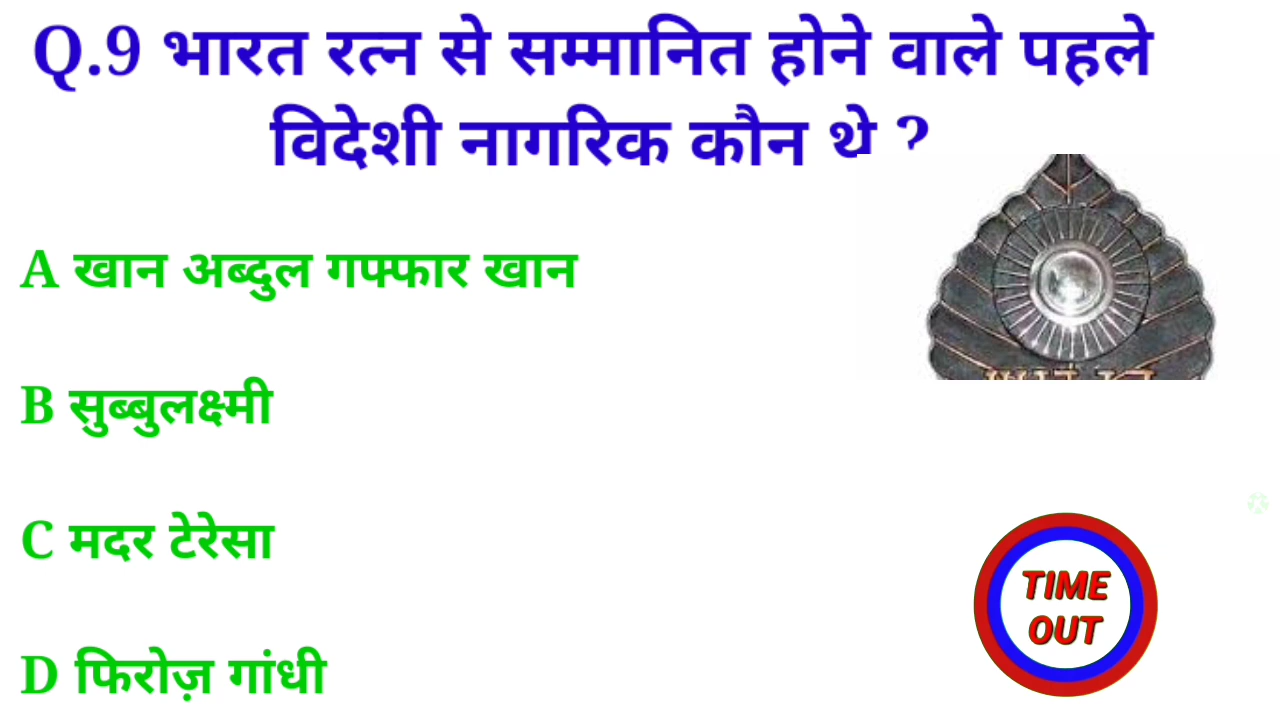 Q.9 भारत रत्न से सम्मानित होने वाले पहले
विदेशी नागरिक कौन थे ?
A खान अब्दुल गफ्फार खान
B सुब्बुलक्ष्मी
C मदर टेरेसा
D फिरोज़ गांधी
TIME
OUT